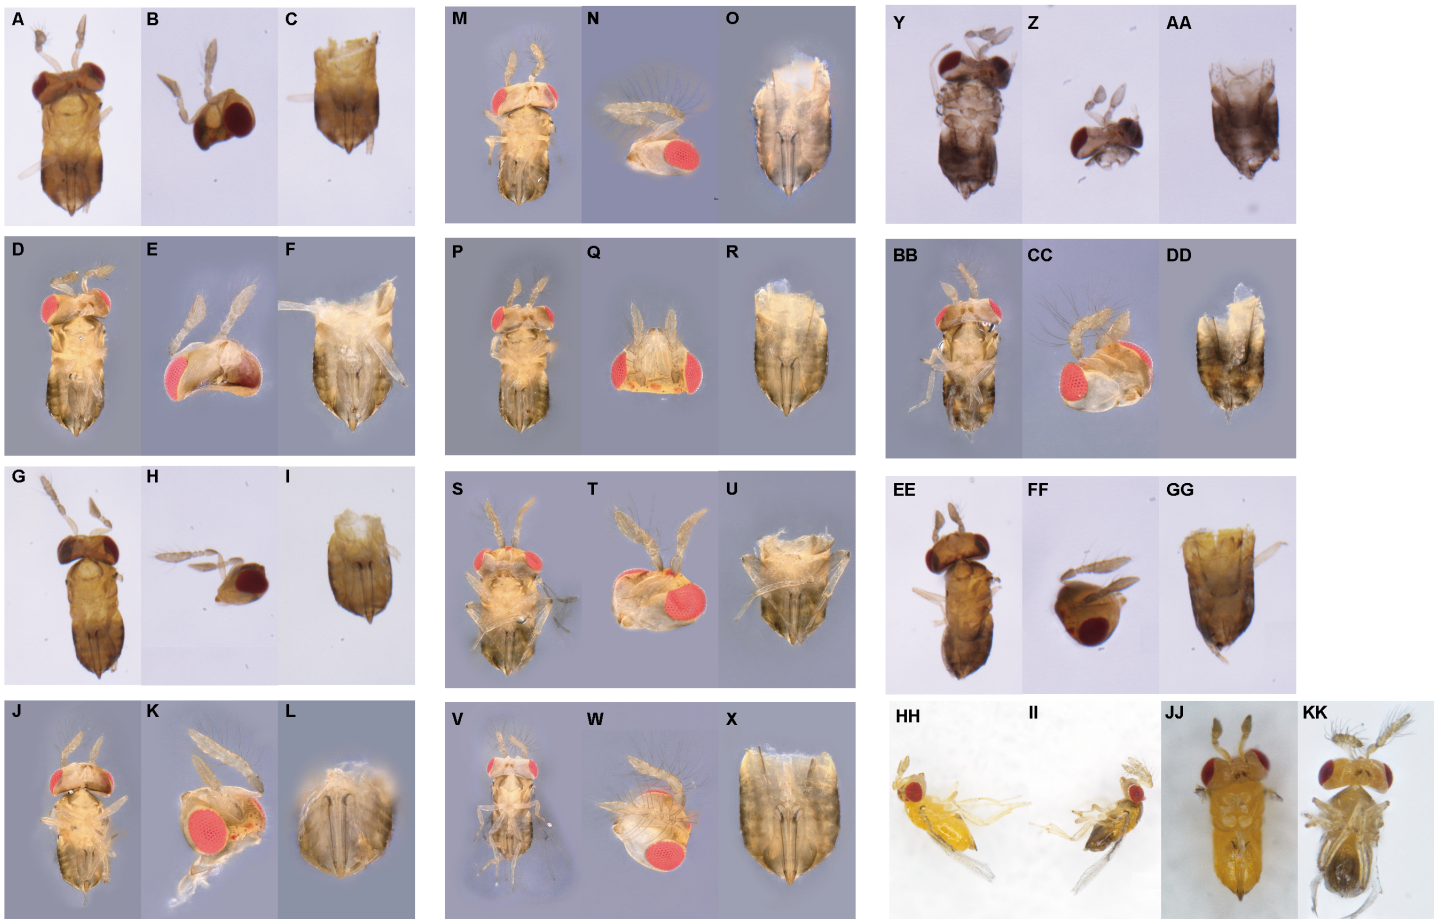 A B C
D E F
G H I
J K L
M N O
P Q R
S T U
V W X
Y Z AA
BB CC DD
EE FF GG
HH II JJ KK